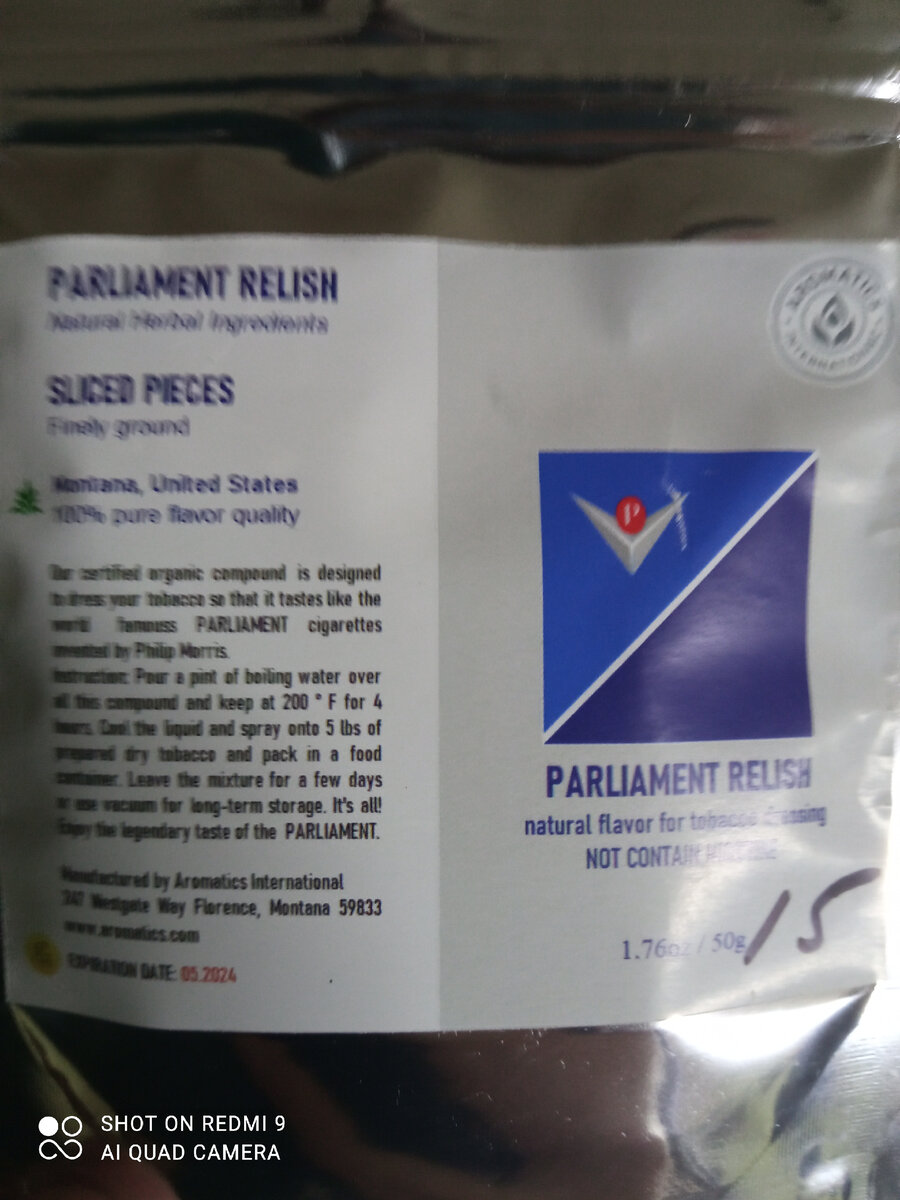 PARLIAMENT RELISH
Natural Herbal Ingredients
SLICED PIECES
Finely ground
Montana, United States
100% pure flavor quality
Our certified organic compound is designed
to dress your tobacco so that it tastes like the
world famouss PARLIAMENT cigarettes
invented by Philip Morris.
Instruction: Pour a pint of boiling water over
all this compound and keep at 200 ° F for 4
hours. Cool the liquid and spray onto 5 lbs of
prepared dry tobacco and pack in a food
container. Leave the mixture for a few days
or use vacuum for long-term storage. It's all!
Enjoy the legendary taste of the PARLIAMENT.
Manufactured by Aromatics International
247 Westgate Way Florence, Montana 59833
www.aromatics.com
EXPIRATION DATE: 05.2024
AROMATICS
INTERNATIONAL
P
PARLIAMENT RELISH
natural flavor for tobacco dressing
NOT CONTAIN
1.76oz / 50g
15
SHOT ON REDMI 9
AI QUAD CAMERA